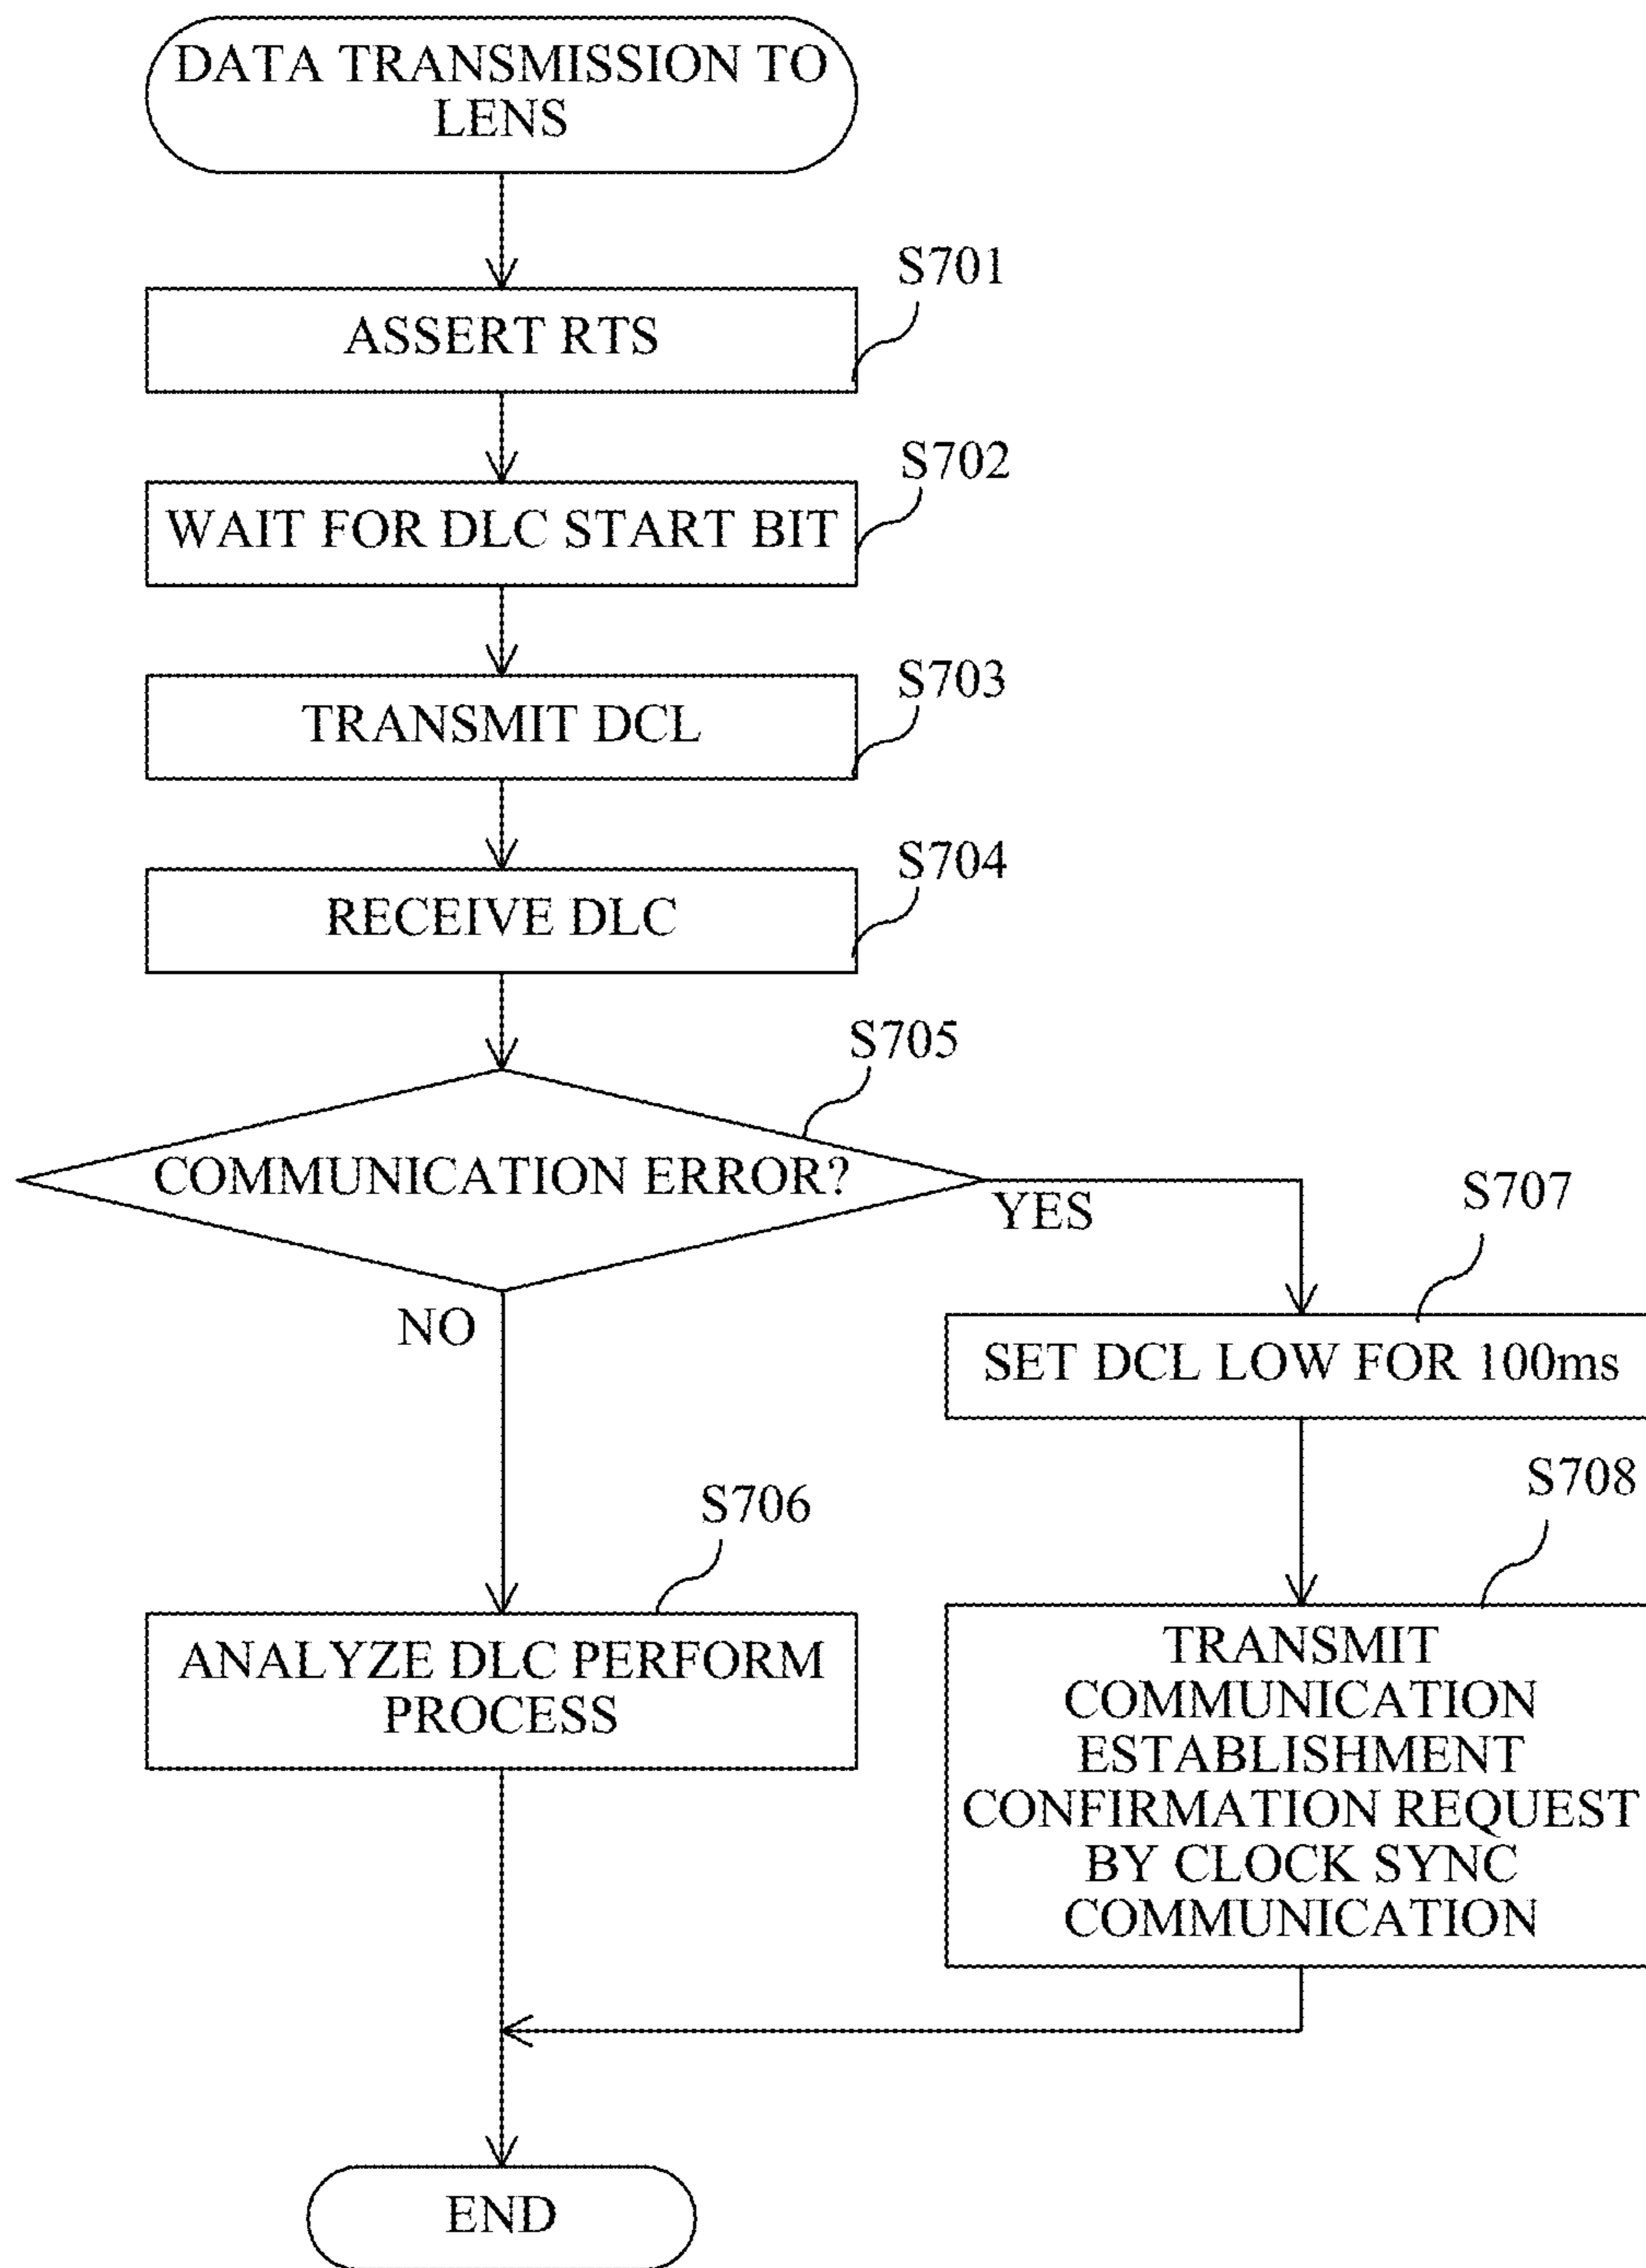 DATA TRANSMISSION TO
LENS
S701
ASSERT RTS
S702
WAIT FOR DLC START BIT
S703
TRANSMIT DCL
S704
RECEIVE DLC
S705
COMMUNICATION ERROR?
YES
NO
S707
SET DCL LOW FOR 100ms
S706
ANALYZE DLC PERFORM
PROCESS
S708
TRANSMIT
COMMUNICATION
ESTABLISHMENT
CONFIRMATION REQUEST
BY CLOCK SYNC
COMMUNICATION
END